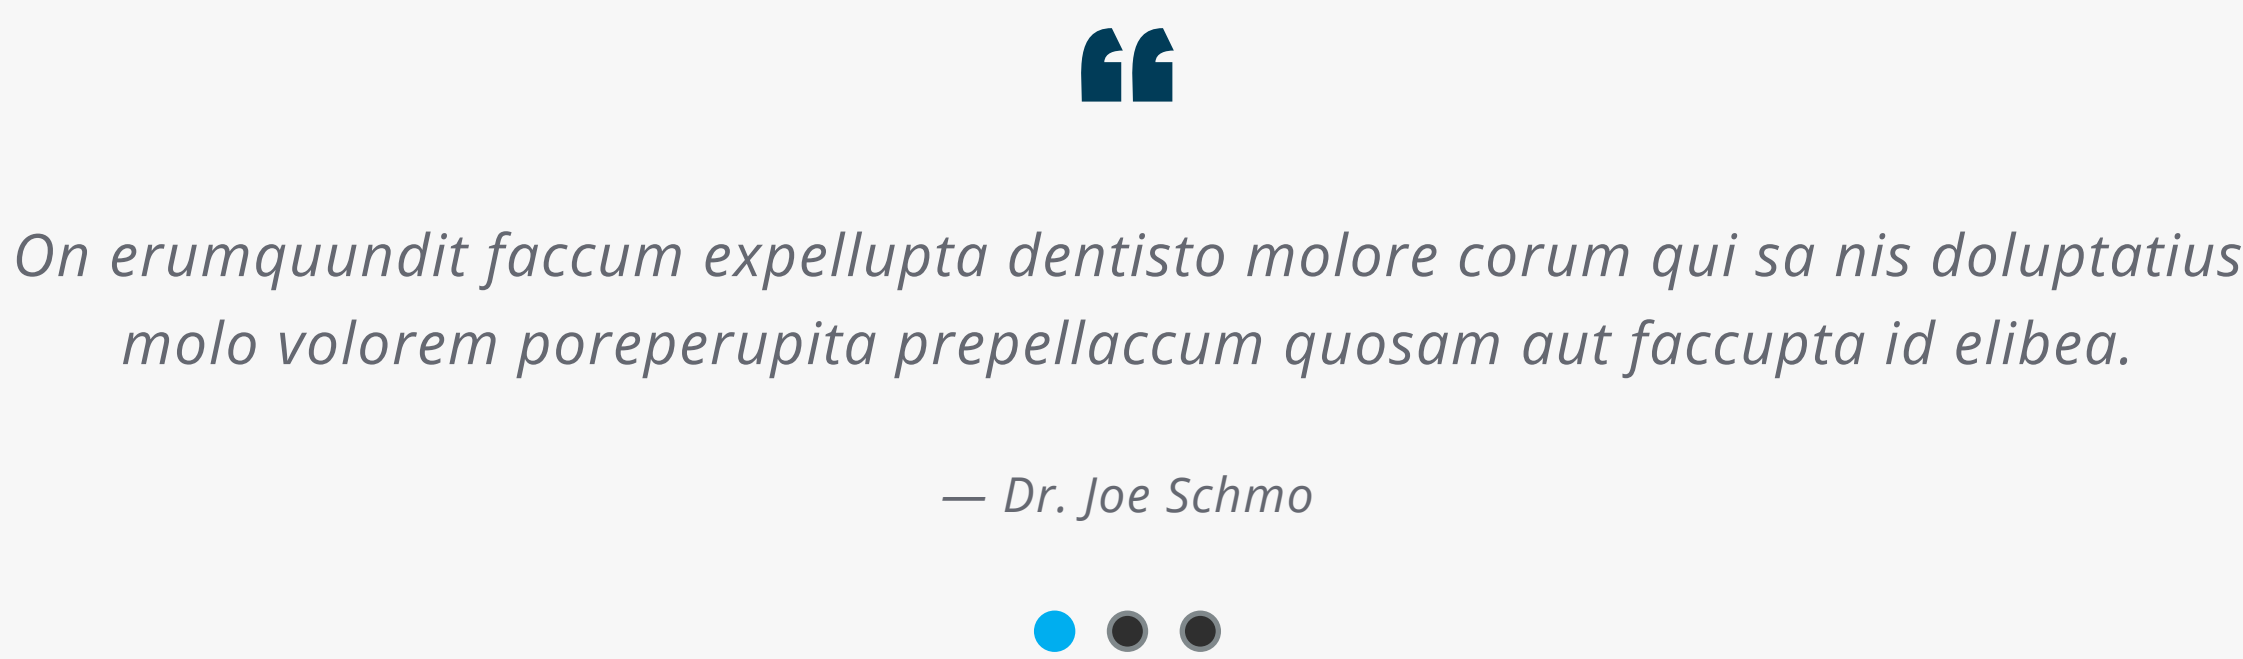 “
On erumquundit faccum expellupta dentisto molore corum qui sa nis doluptatius
molo volorem poreperupita prepellaccum quosam aut faccupta id elibea.
— Dr. Joe Schmo